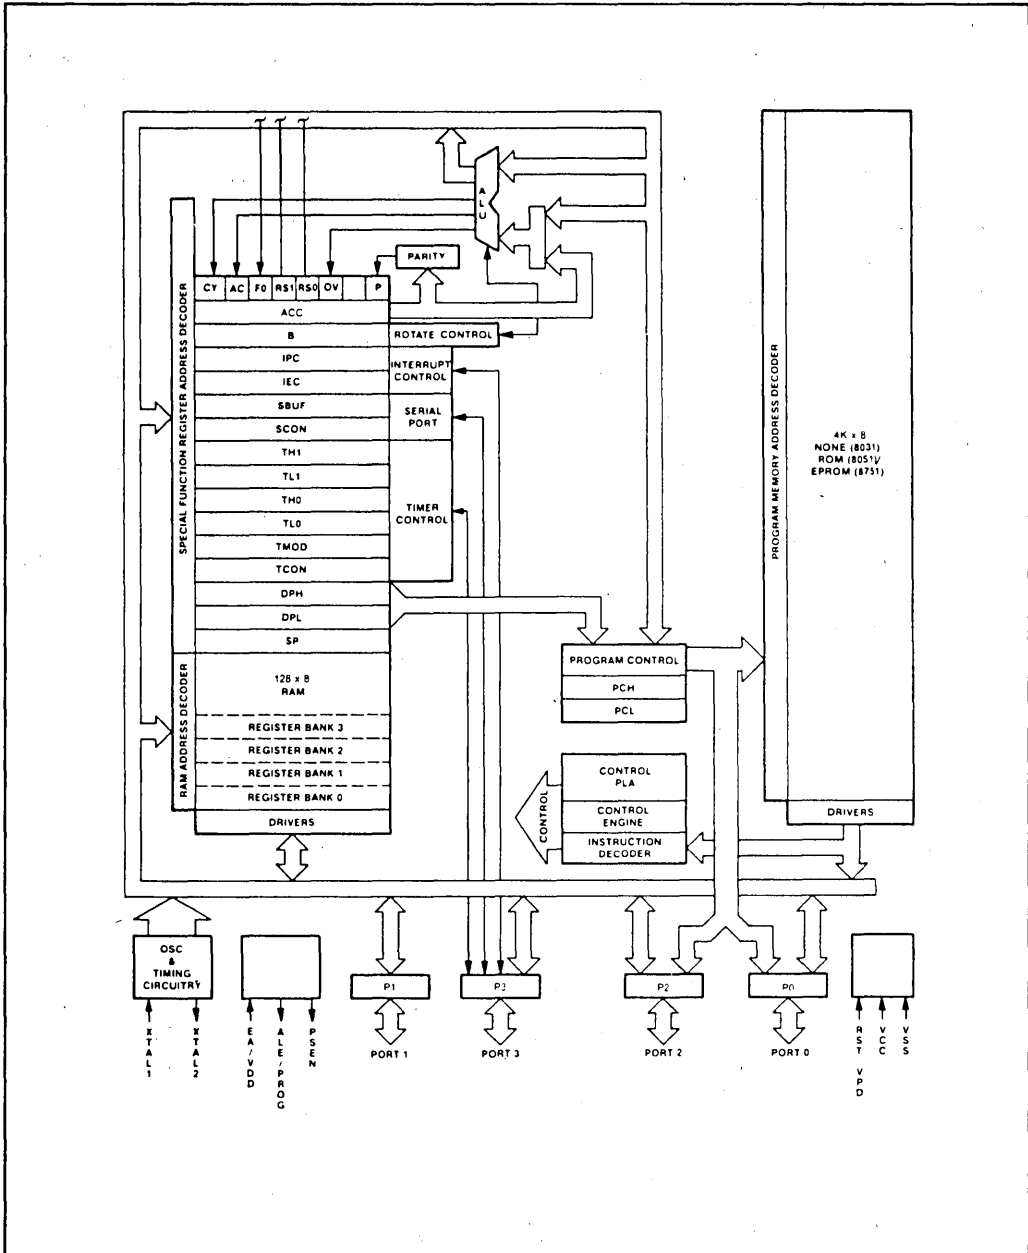 ALU
PARITY
CY AC F0 RS1 RS0 OV P
ACC
B
ROTATE CONTROL
IPC
IEC
INTERRUPT
CONTROL
SBUF
SCON
SERIAL
PORT
TH1
TL1
TH0
TL0
TMOD
TCON
TIMER
CONTROL
DPH
DPL
SP
SPECIAL FUNCTION REGISTER ADDRESS DECODER
RAM ADDRESS DECODER
128 x 8
RAM
REGISTER BANK 3
REGISTER BANK 2
REGISTER BANK 1
REGISTER BANK 0
DRIVERS
PROGRAM CONTROL
PCH
PCL
CONTROL
CONTROL
PLA
CONTROL
ENGINE
INSTRUCTION
DECODER
PROGRAM MEMORY ADDRESS DECODER
4K x 8
NONE (8031)
ROM (8051)/
EPROM (8751)
DRIVERS
OSC
&
TIMING
CIRCUITRY
P1
P3
P2
P0
XTAL1
XTAL2
EA/VDD
ALE/PROG
PSEN
PORT 1
PORT 3
PORT 2
PORT 0
RST VPD
VCC
VSS